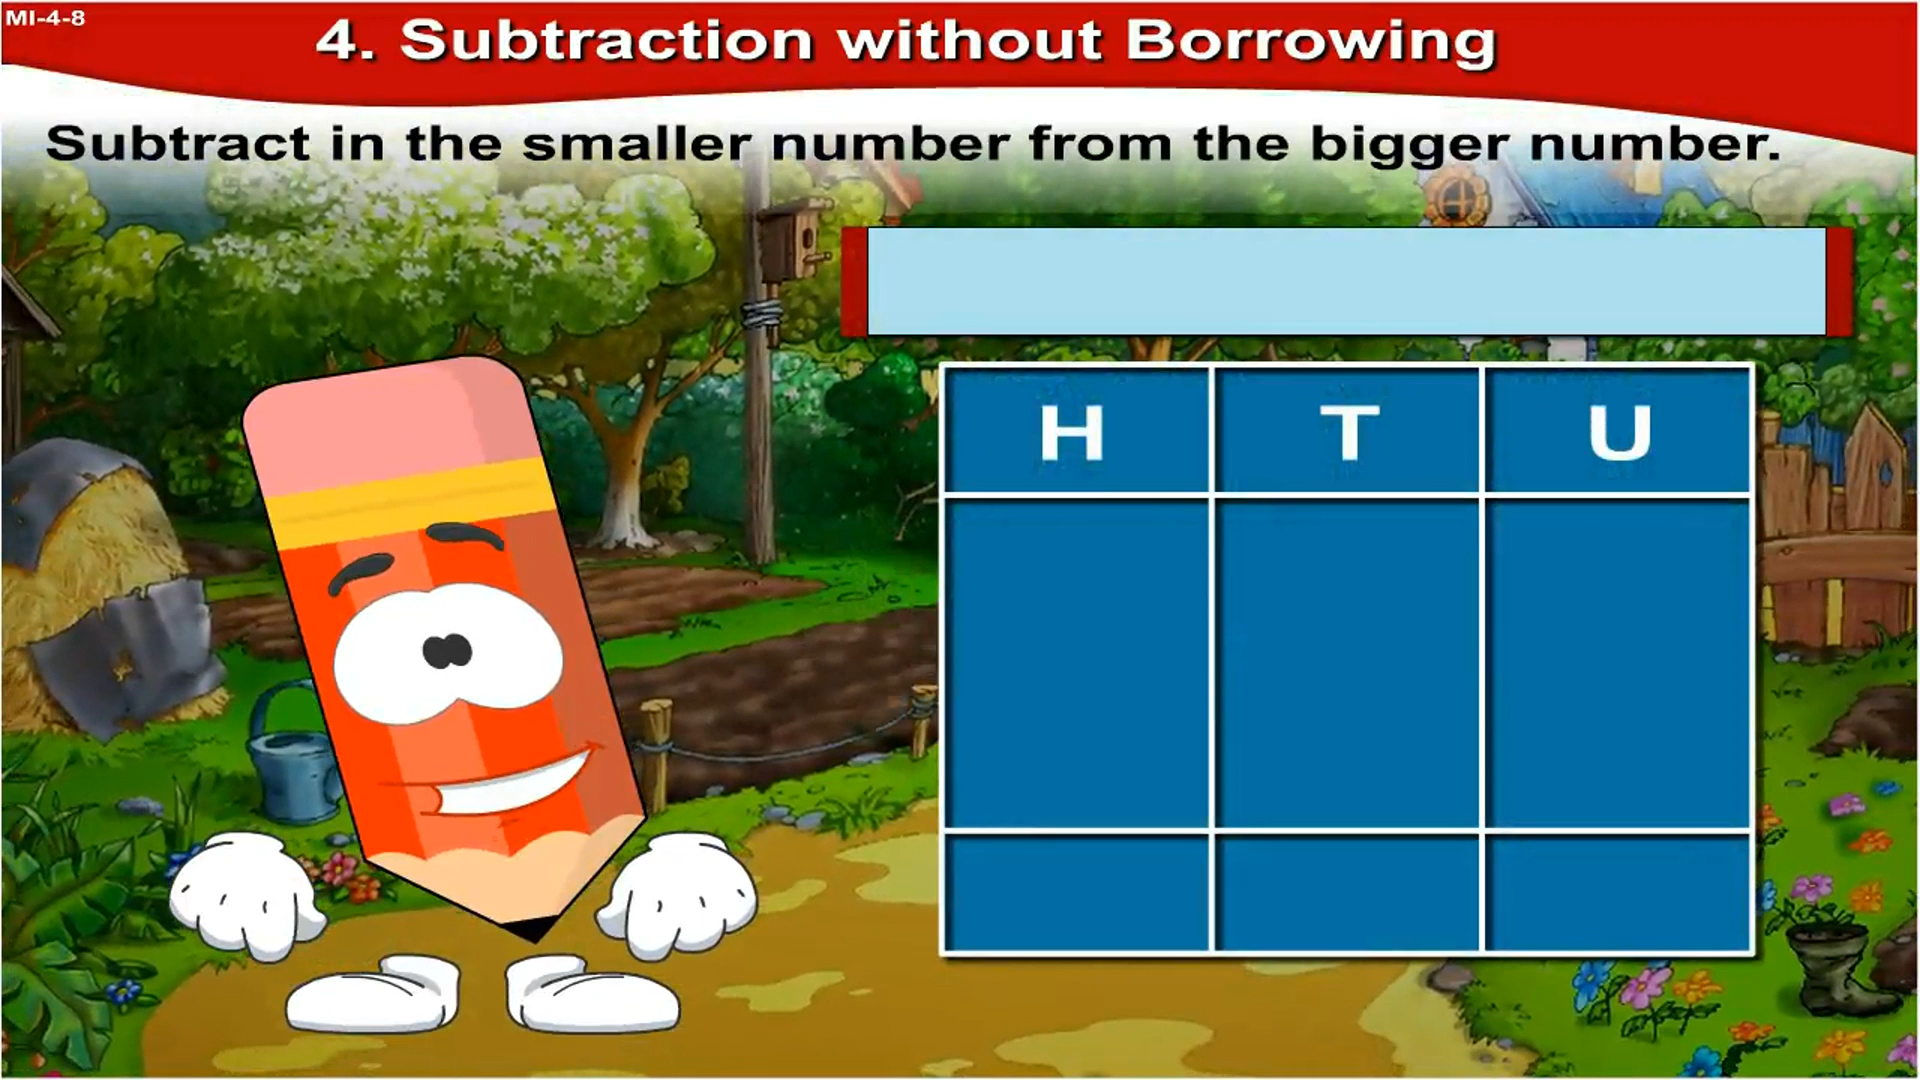 MI-4-8
4. Subtraction without Borrowing
Subtract in the smaller number from the bigger number.
H T U